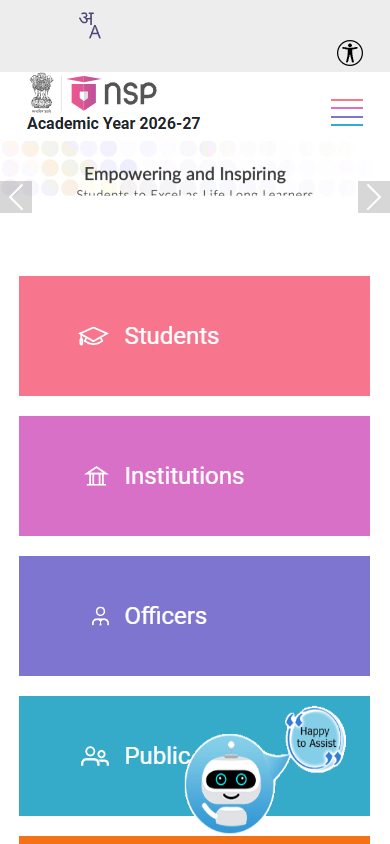 अ
A
nsp
Academic Year 2026-27
Empowering and Inspiring
Students to Excel as Life Long Learners
Students
Institutions
Officers
Public
Happy
to Assist